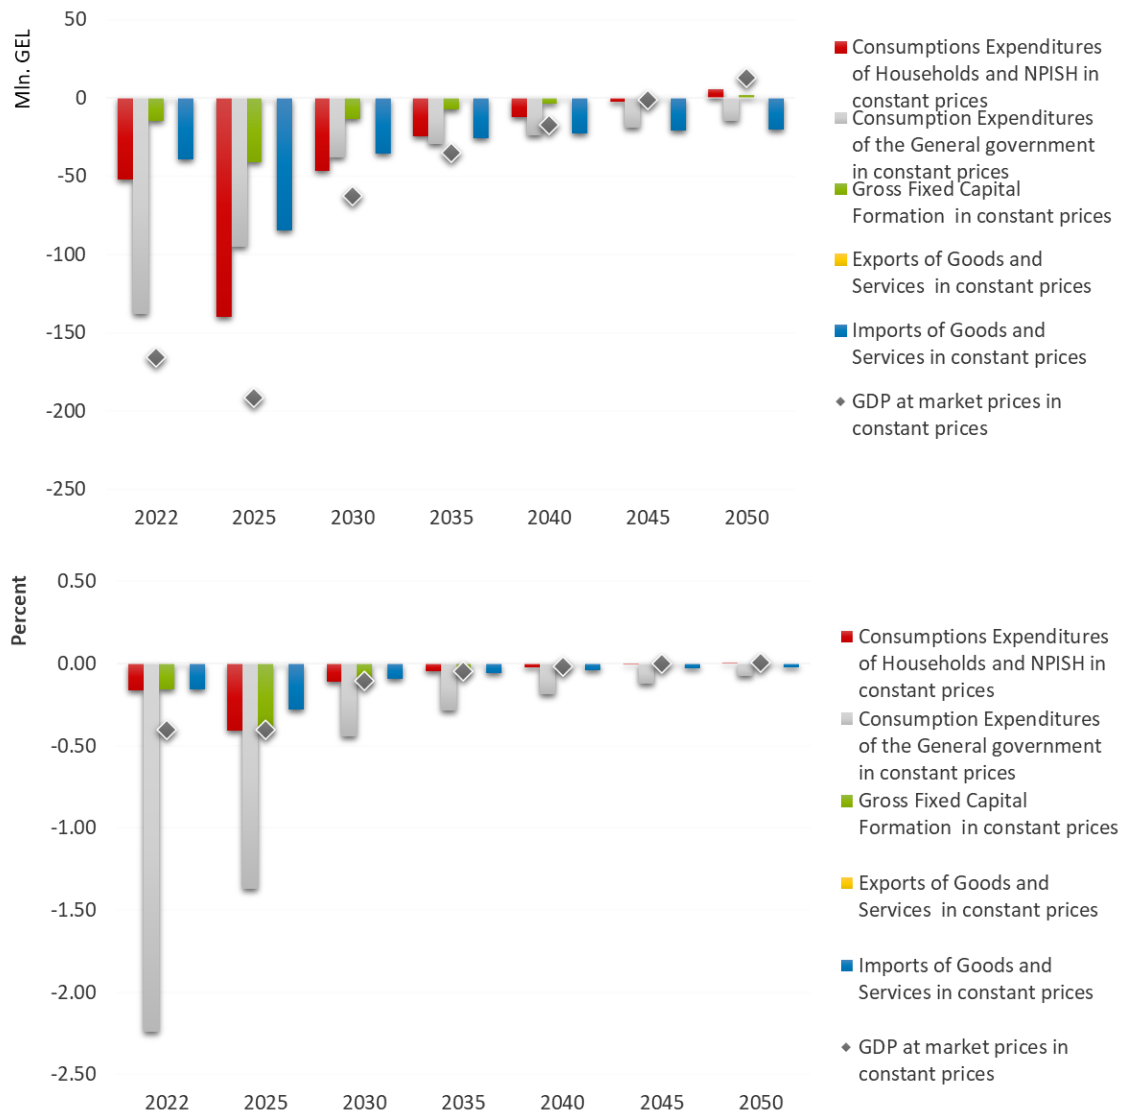 Mln. GEL
50
0
-50
-100
-150
-200
-250
2022 2025 2030 2035 2040 2045 2050
Consumptions Expenditures
of Households and NPISH in
constant prices
Consumption Expenditures
of the General government
in constant prices
Gross Fixed Capital
Formation  in constant prices
Exports of Goods and
Services  in constant prices
Imports of Goods and
Services in constant prices
GDP at market prices in
constant prices
Percent
0.50
0.00
-0.50
-1.00
-1.50
-2.00
-2.50
2022 2025 2030 2035 2040 2045 2050
Consumptions Expenditures
of Households and NPISH in
constant prices
Consumption Expenditures
of the General government
in constant prices
Gross Fixed Capital
Formation  in constant prices
Exports of Goods and
Services  in constant prices
Imports of Goods and
Services in constant prices
GDP at market prices in
constant prices